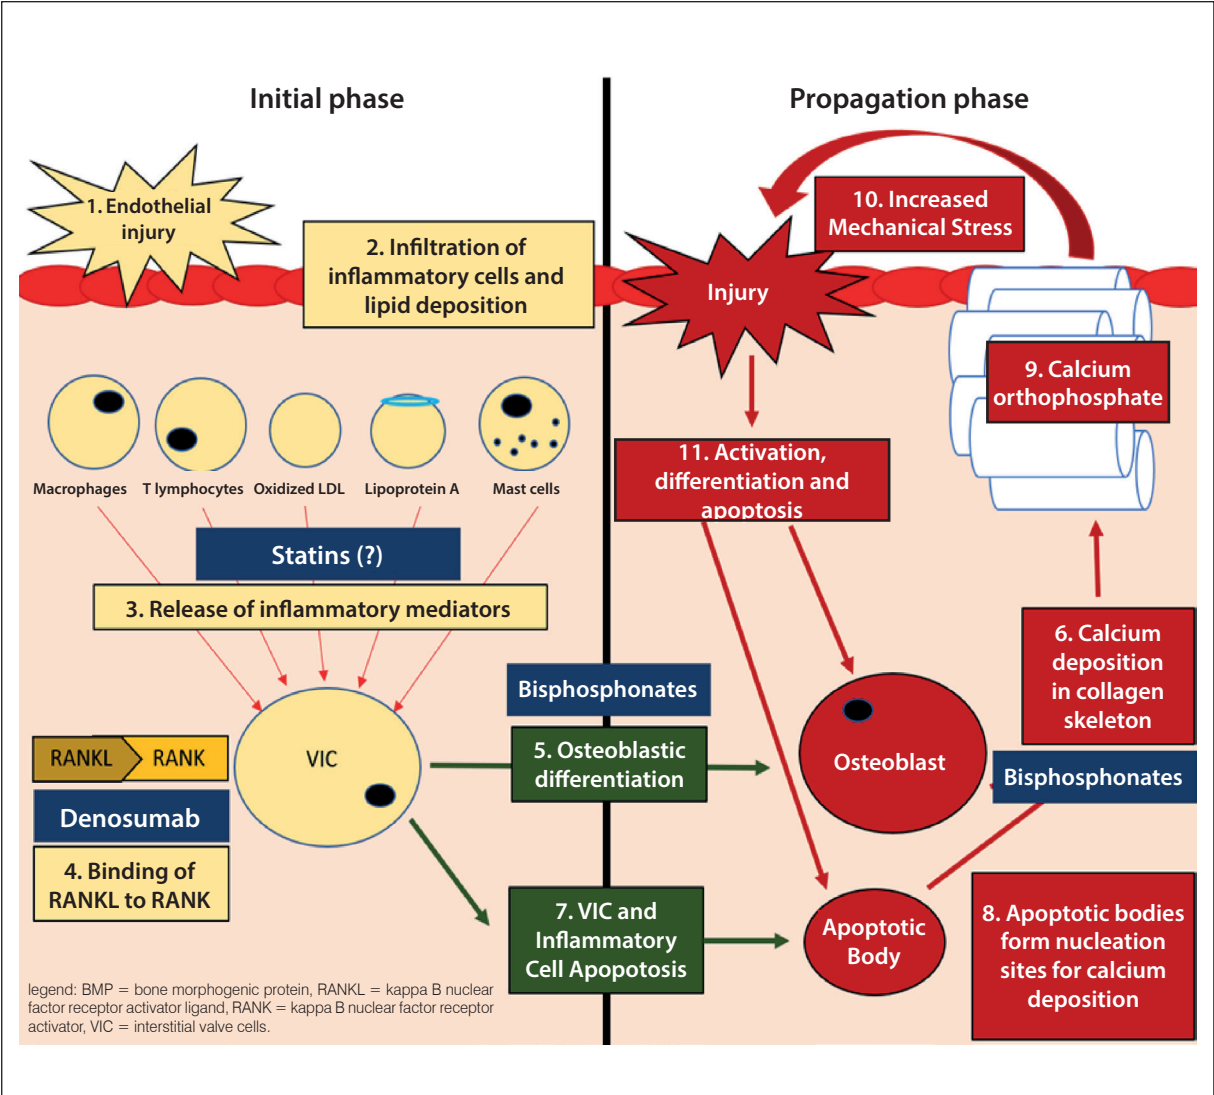 Initial phase
Propagation phase
1. Endothelial
injury
2. Infiltration of
inflammatory cells and
lipid deposition
10. Increased
Mechanical Stress
Injury
9. Calcium
orthophosphate
Macrophages
T lymphocytes
Oxidized LDL
Lipoprotein A
Mast cells
11. Activation,
differentiation and
apoptosis
Statins (?)
3. Release of inflammatory mediators
6. Calcium
deposition
in collagen
skeleton
Bisphosphonates
RANKL
RANK
VIC
5. Osteoblastic
differentiation
Osteoblast
Bisphosphonates
Denosumab
4. Binding of
RANKL to RANK
7. VIC and
Inflammatory
Cell Apopotosis
Apoptotic
Body
8. Apoptotic bodies
form nucleation
sites for calcium
deposition
legend: BMP = bone morphogenic protein, RANKL = kappa B nuclear
factor receptor activator ligand, RANK = kappa B nuclear factor receptor
activator, VIC = interstitial valve cells.